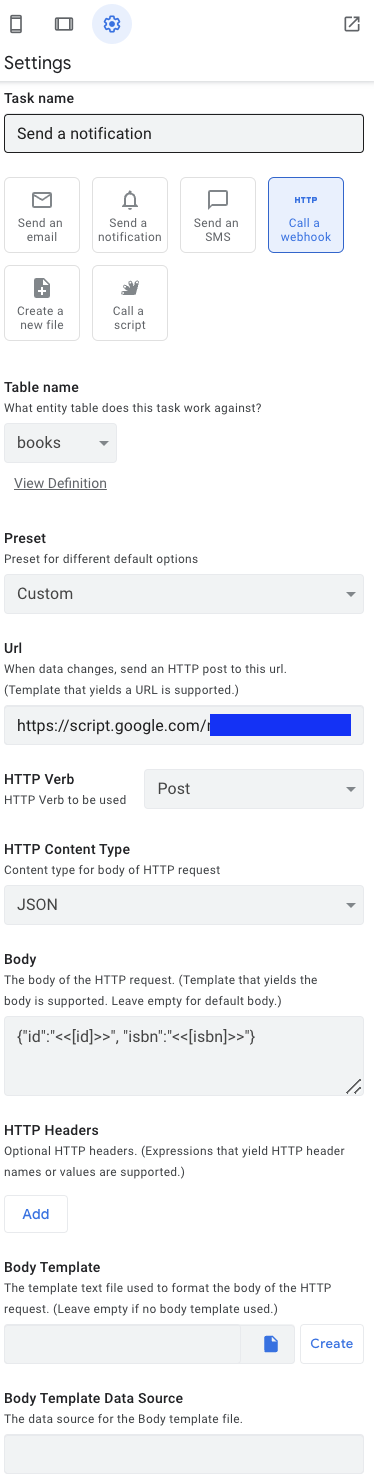 Settings
Task name
Send a notification
Send an
email
Send a
notification
Send an
SMS
HTTP
Call a
webhook
Create a
new file
Call a
script
Table name
What entity table does this task work against?
books
View Definition
Preset
Preset for different default options
Custom
Url
When data changes, send an HTTP post to this url.
(Template that yields a URL is supported.)
https://script.google.com/
HTTP Verb
HTTP Verb to be used
Post
HTTP Content Type
Content type for body of HTTP request
JSON
Body
The body of the HTTP request. (Template that yields the
body is supported. Leave empty for default body.)
{"id":"<<[id]>>", "isbn":"<<[isbn]>>"}
HTTP Headers
Optional HTTP headers. (Expressions that yield HTTP header
names or values are supported.)
Add
Body Template
The template text file used to format the body of the HTTP
request. (Leave empty if no body template used.)
Create
Body Template Data Source
The data source for the Body template file.